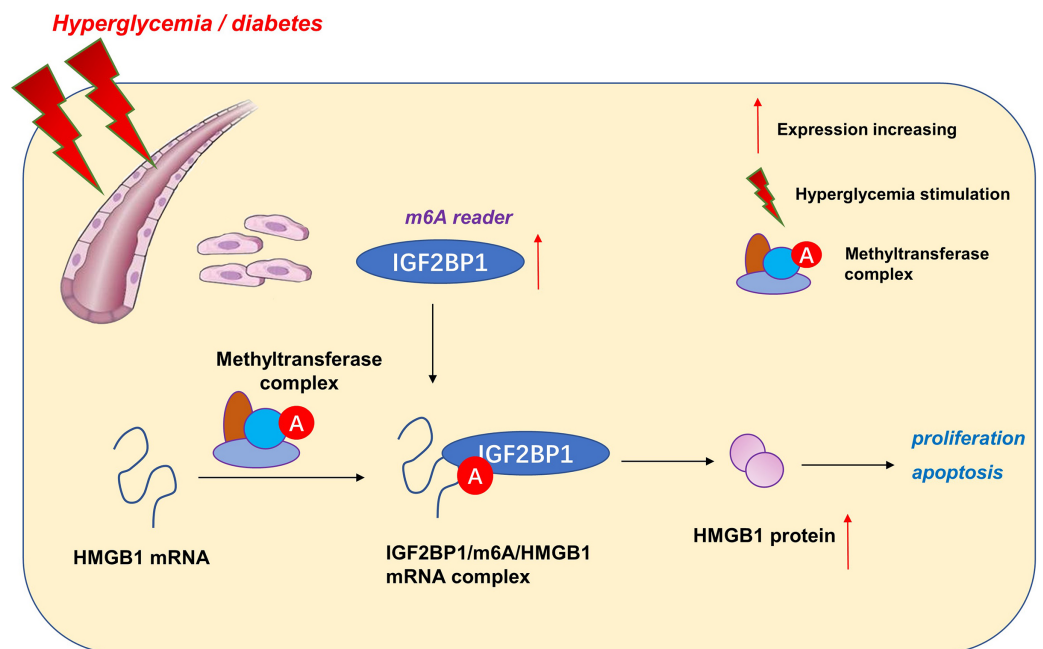 Hyperglycemia / diabetes
Expression increasing
Hyperglycemia stimulation
A
Methyltransferase
complex
m6A reader
IGF2BP1
Methyltransferase
complex
A
HMGB1 mRNA
IGF2BP1
A
IGF2BP1/m6A/HMGB1
mRNA complex
HMGB1 protein
proliferation
apoptosis